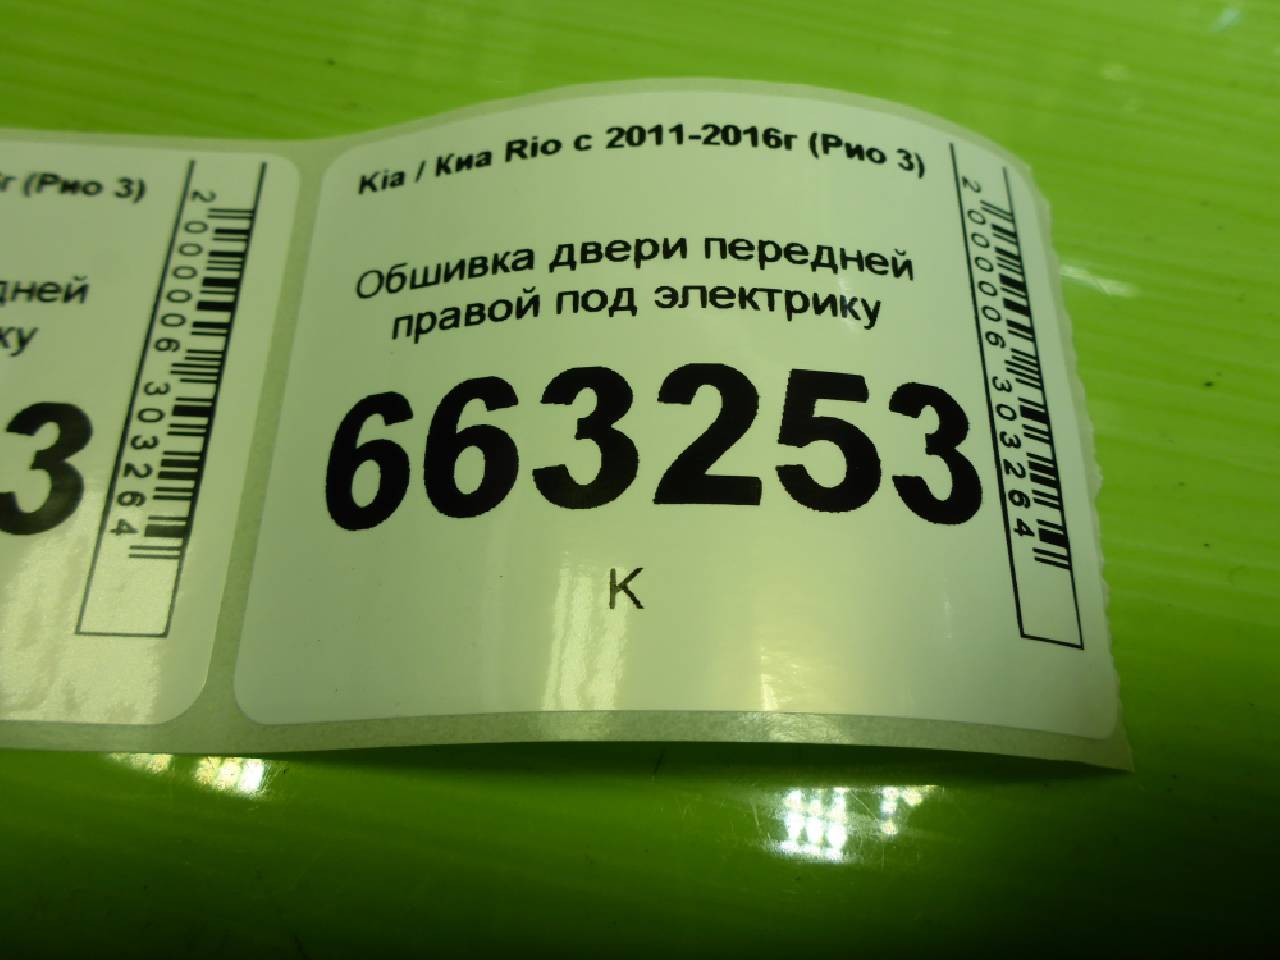 Kia / Киа Rio с 2011-2016г (Рио 3)
Обшивка двери передней
правой под электрику
663253
К
2000006303264
г (Рио 3)
дней
ку
3
2000006303264